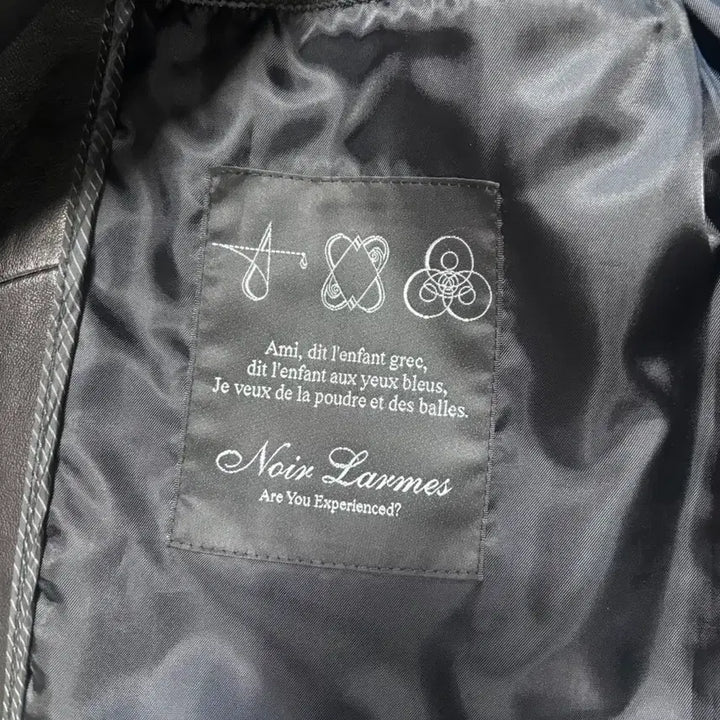 Ami, dit l'enfant grec,
dit l'enfant aux yeux bleus,
Je veux de la poudre et des balles.
Noir Larmes
Are You Experienced?